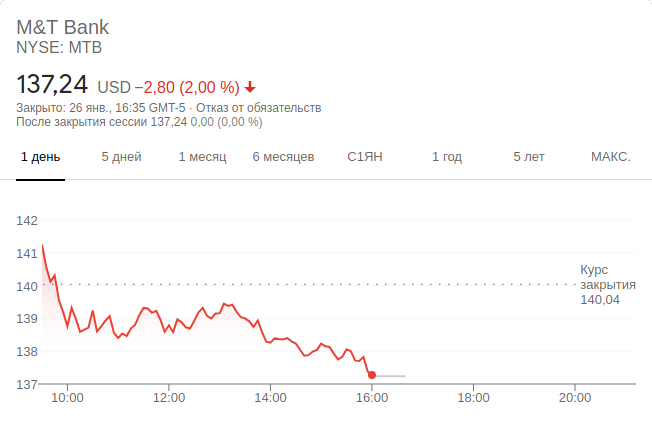 M&T Bank
NYSE: MTB
137,24 USD −2,80 (2,00 %)
Закрыто: 26 янв., 16:35 GMT-5 · Отказ от обязательств
После закрытия сессии 137,24 0,00 (0,00 %)
1 день 5 дней 1 месяц 6 месяцев С1ЯН 1 год 5 лет МАКС.
142
141
Курс
закрытия
140,04
140
139
138
137
10:00 12:00 14:00 16:00 18:00 20:00